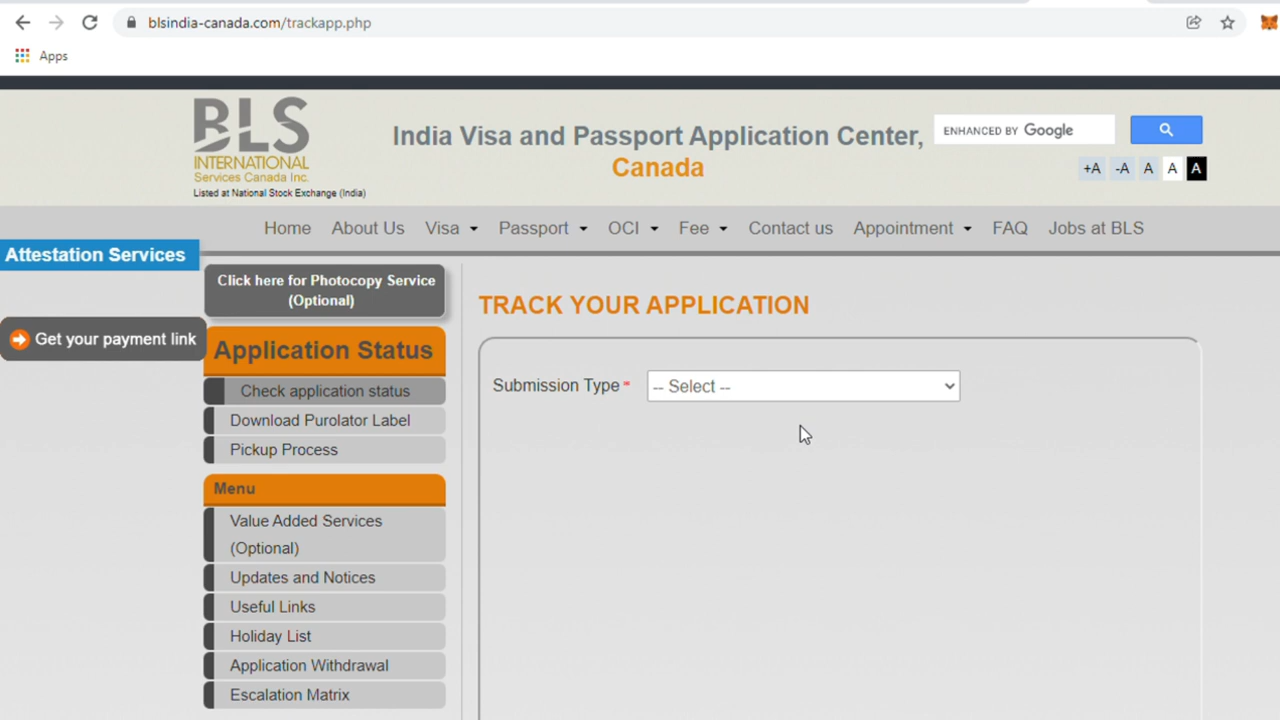 blsindia-canada.com/trackapp.php
Apps
BLS
INTERNATIONAL
Services Canada Inc.
Listed at National Stock Exchange (India)
India Visa and Passport Application Center,
Canada
ENHANCED BY Google
+A -A A A A
Home About Us Visa Passport OCI Fee Contact us Appointment FAQ Jobs at BLS
Attestation Services
Get your payment link
Click here for Photocopy Service
(Optional)
Application Status
Check application status
Download Purolator Label
Pickup Process
Menu
Value Added Services
(Optional)
Updates and Notices
Useful Links
Holiday List
Application Withdrawal
Escalation Matrix
TRACK YOUR APPLICATION
Submission Type * -- Select --